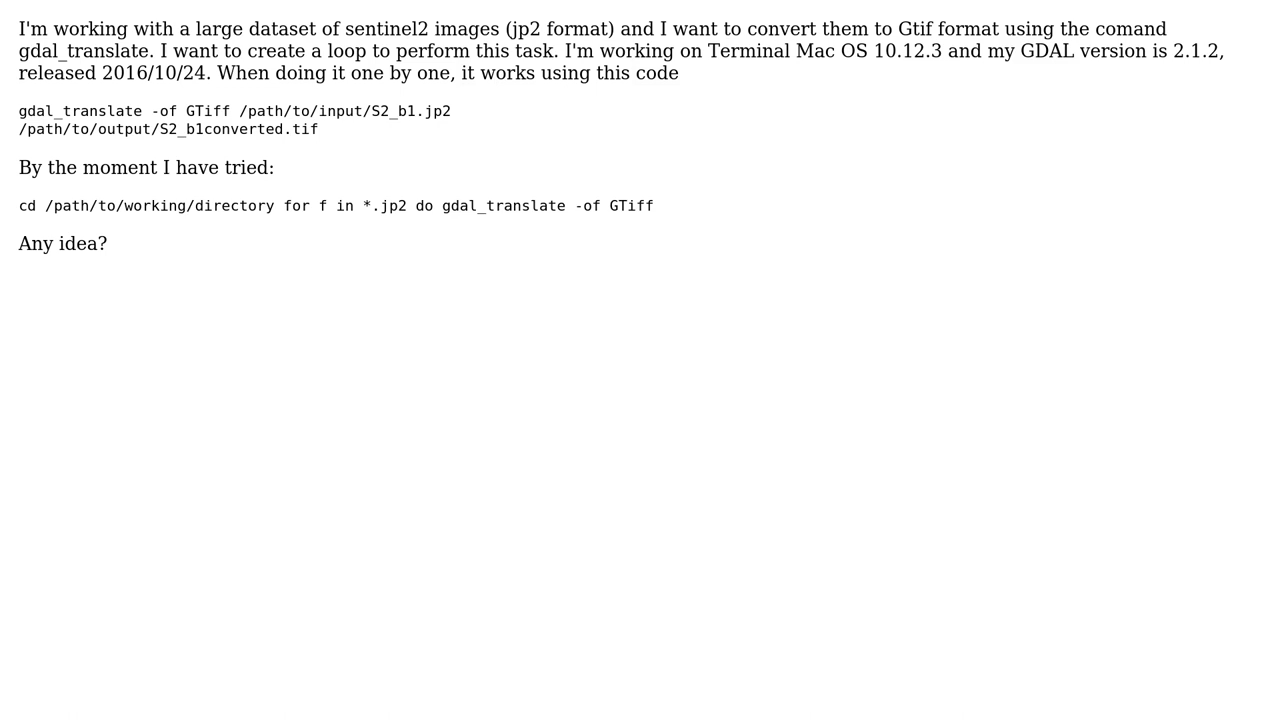 I'm working with a large dataset of sentinel2 images (jp2 format) and I want to convert them to Gtif format using the comand
gdal_translate. I want to create a loop to perform this task. I'm working on Terminal Mac OS 10.12.3 and my GDAL version is 2.1.2,
released 2016/10/24. When doing it one by one, it works using this code
gdal_translate -of GTiff /path/to/input/S2_b1.jp2
/path/to/output/S2_b1converted.tif
By the moment I have tried:
cd /path/to/working/directory for f in *.jp2 do gdal_translate -of GTiff
Any idea?